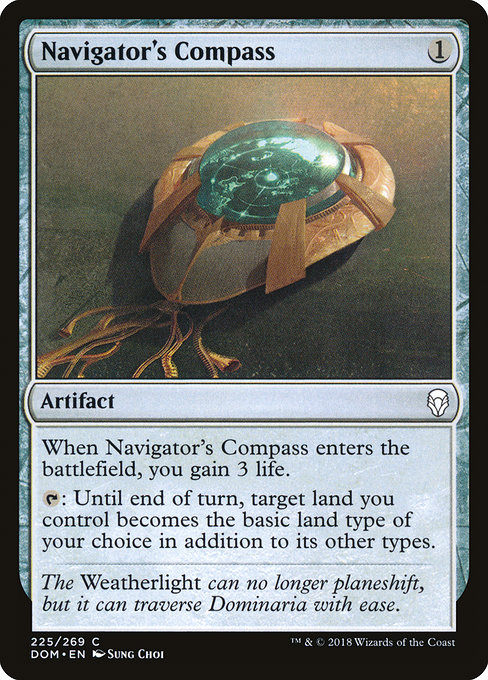 Navigator's Compass 1
Artifact
When Navigator's Compass enters the
battlefield, you gain 3 life.
: Until end of turn, target land you
control becomes the basic land type of
your choice in addition to its other types.
The Weatherlight can no longer planeshift,
but it can traverse Dominaria with ease.
225/269 C
DOM • EN Sung Choi
™ & © 2018 Wizards of the Coast